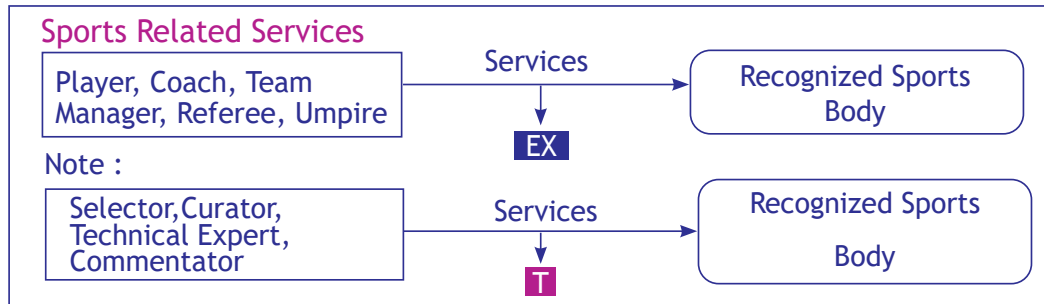 Sports Related Services
Player, Coach, Team
Manager, Referee, Umpire
Services
EX
Recognized Sports
Body
Note :
Selector,Curator,
Technical Expert,
Commentator
Services
T
Recognized Sports
Body